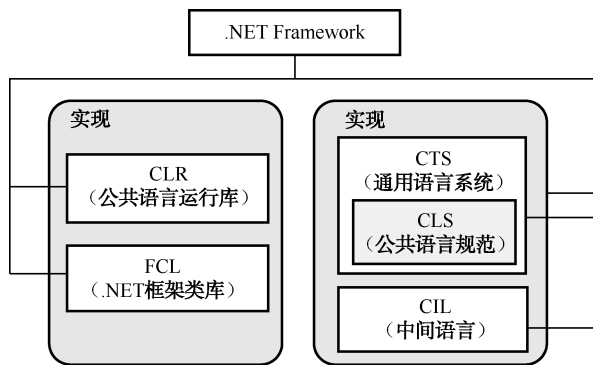 .NET Framework
实现
CLR
（公共语言运行库）
FCL
（.NET框架类库）
实现
CTS
（通用语言系统）
CLS
（公共语言规范）
CIL
（中间语言）